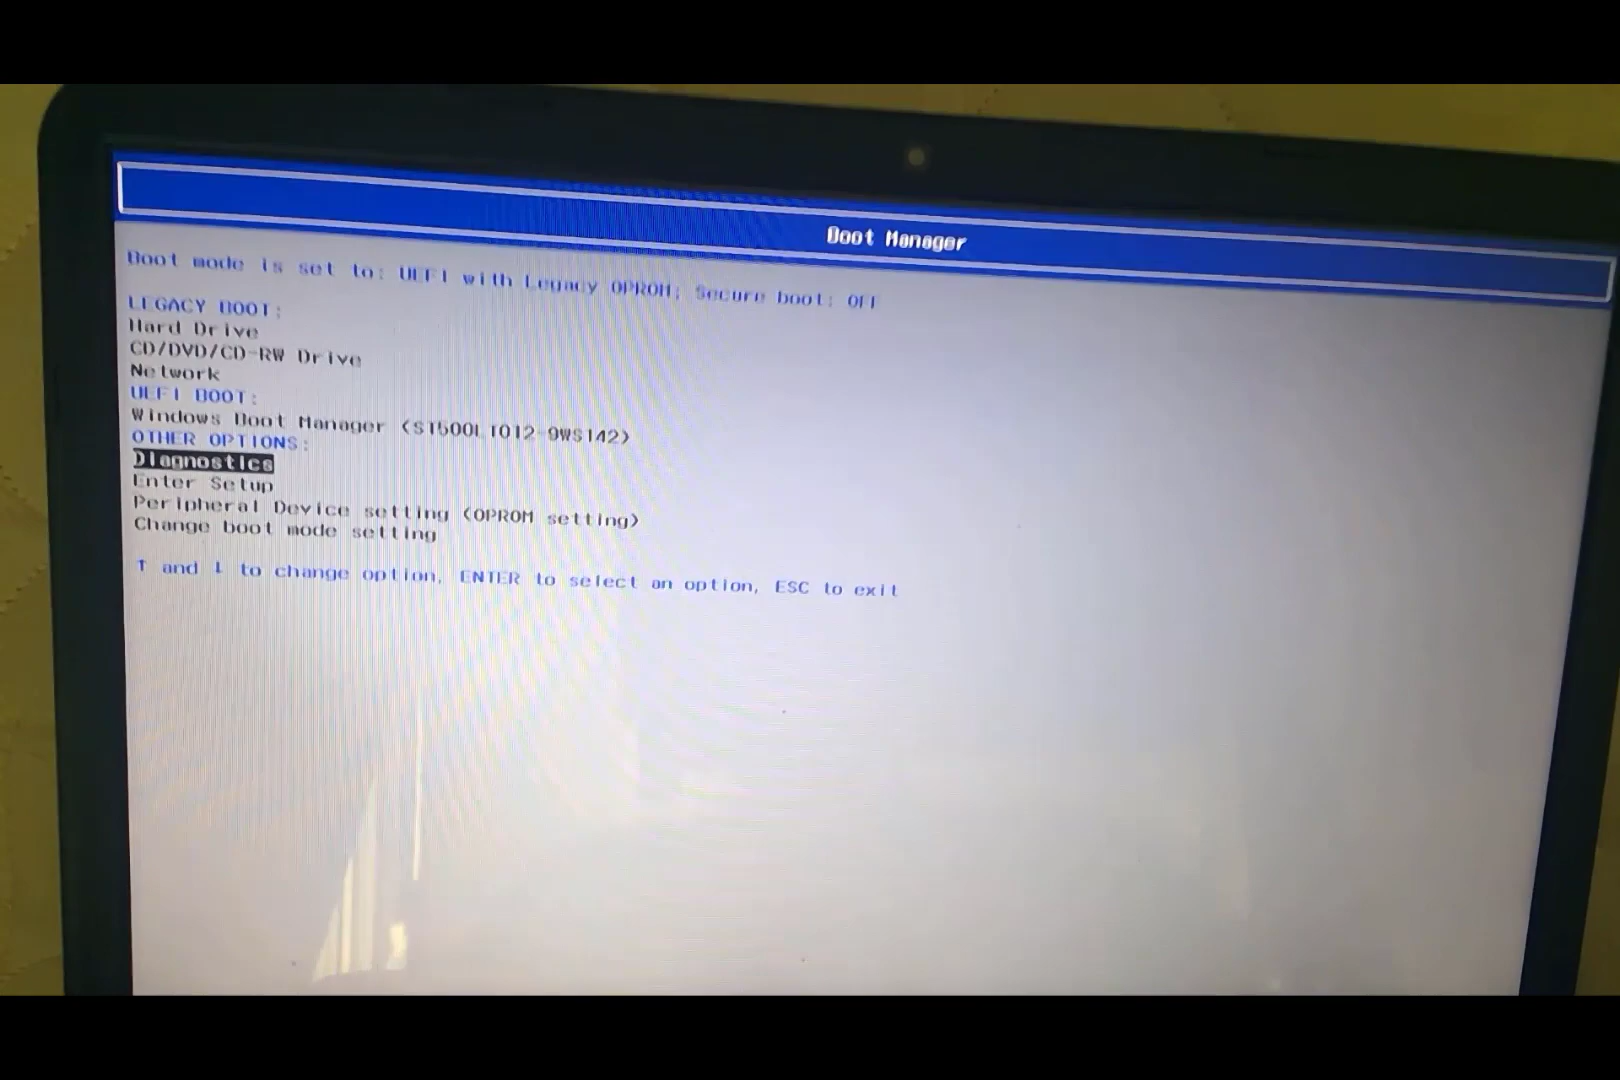 Boot Manager
Boot mode is set to: UEFI with Legacy OPROM; Secure boot: OFF
LEGACY BOOT:
Hard Drive
CD/DVD/CD-RW Drive
Network
UEFI BOOT:
Windows Boot Manager (ST500LT012-9WS142)
OTHER OPTIONS:
Diagnostics
Enter Setup
Peripheral Device setting (OPROM setting)
Change boot mode setting
↑ and ↓ to change option, ENTER to select an option, ESC to exit